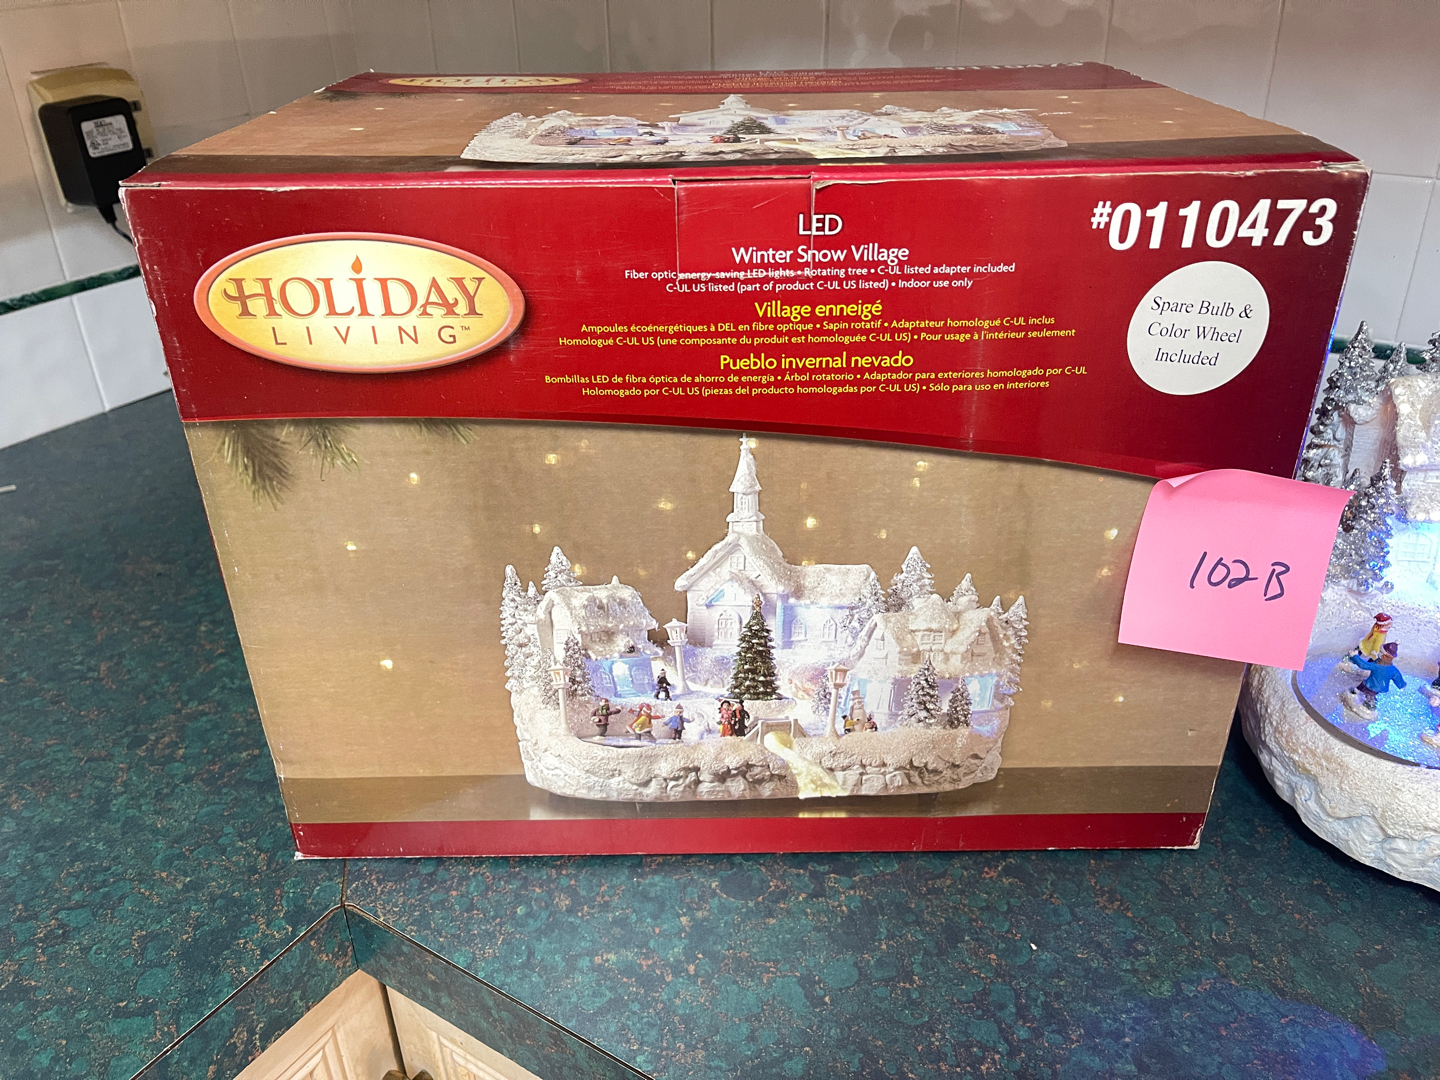 HOLIDAY
LIVING™
LED
Winter Snow Village
Fiber optic energy-saving LED lights • Rotating tree • C-UL listed adapter included
C-UL US listed (part of product C-UL US listed) • Indoor use only
Village enneigé
Ampoules écoénergétiques à DEL en fibre optique • Sapin rotatif • Adaptateur homologué C-UL inclus
Homologué C-UL US (une composante du produit est homologuée C-UL US) • Pour usage à l'intérieur seulement
Pueblo invernal nevado
Bombillas LED de fibra óptica de ahorro de energía • Árbol rotatorio • Adaptador para exteriores homologado por C-UL
Holomogado por C-UL US (piezas del producto homologadas por C-UL US) • Sólo para uso en interiores
#0110473
Spare Bulb &
Color Wheel
Included
102B